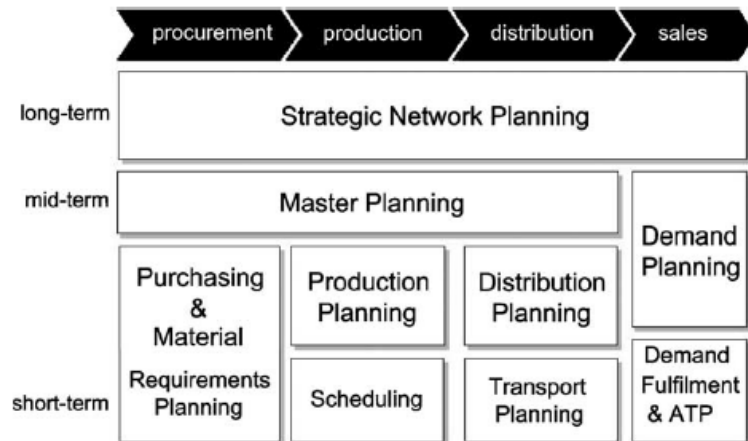 procurement production distribution sales
long-term
Strategic Network Planning
mid-term
Master Planning
Demand
Planning
Purchasing
&
Material
Requirements
Planning
Production
Planning
Distribution
Planning
short-term
Scheduling
Transport
Planning
Demand
Fulfilment
& ATP